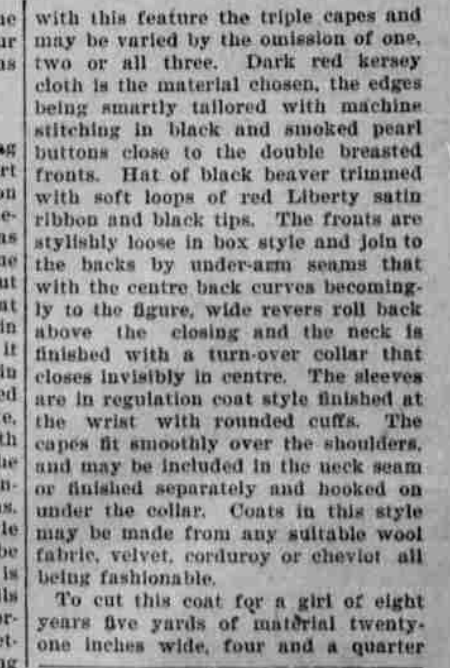 with this feature the triple capes and
may be varied by the omission of one,
two or all three. Dark red kersey
cloth is the material chosen, the edges
being smartly tailored with machine
stitching in black and smoked pearl
buttons close to the double breasted
fronts. Hat of black beaver trimmed
with soft loops of red Liberty satin
ribbon and black tips. The fronts are
stylishly loose in box style and join to
the backs by under-arm seams that
with the centre back curves becoming-
ly to the figure, wide revers roll back
above the closing and the neck is
finished with a turn-over collar that
closes invisibly in centre. The sleeves
are in regulation coat style finished at
the wrist with rounded cuffs. The
capes fit smoothly over the shoulders,
and may be included in the neck seam
or finished separately and hooked on
under the collar. Coats in this style
may be made from any suitable wool
fabric, velvet, corduroy or cheviot all
being fashionable.
To cut this coat for a girl of eight
years five yards of material twenty-
one inches wide, four and a quarter